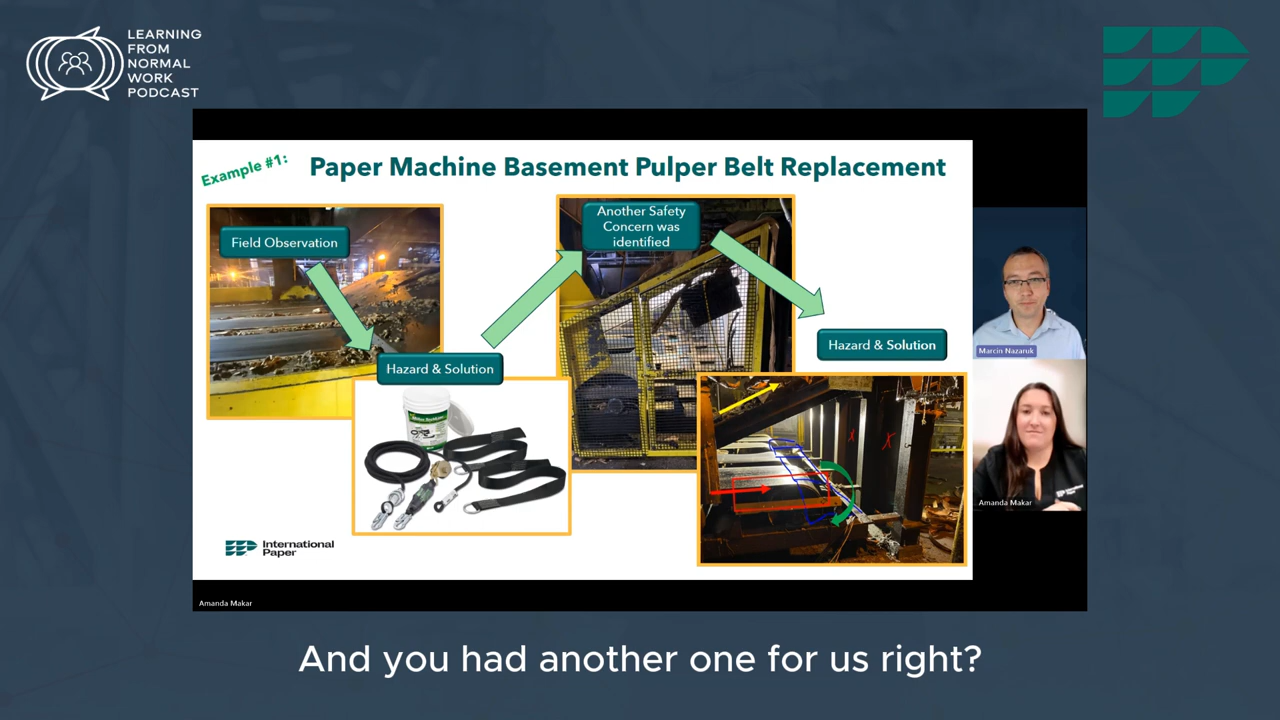 LEARNING
FROM
NORMAL
WORK
PODCAST
Example #1:
Paper Machine Basement Pulper Belt Replacement
Field Observation
Another Safety
Concern was
identified
Hazard & Solution
Hazard & Solution
International
Paper
Marcin Nazaruk
Amanda Makar
Amanda Makar
And you had another one for us right?